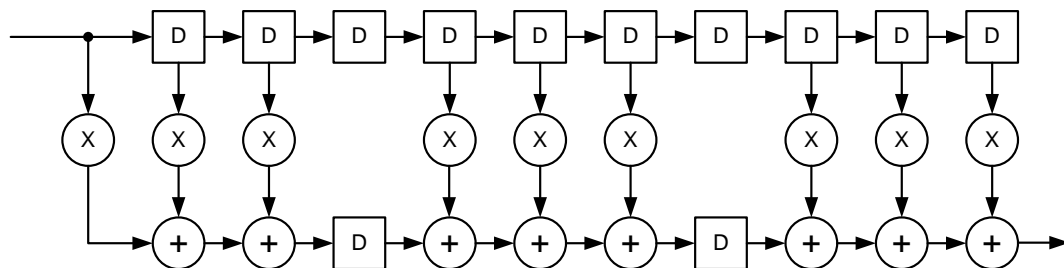 D D D D D D D D D D
X X X X X X X X X
+ + D + + + D + + +